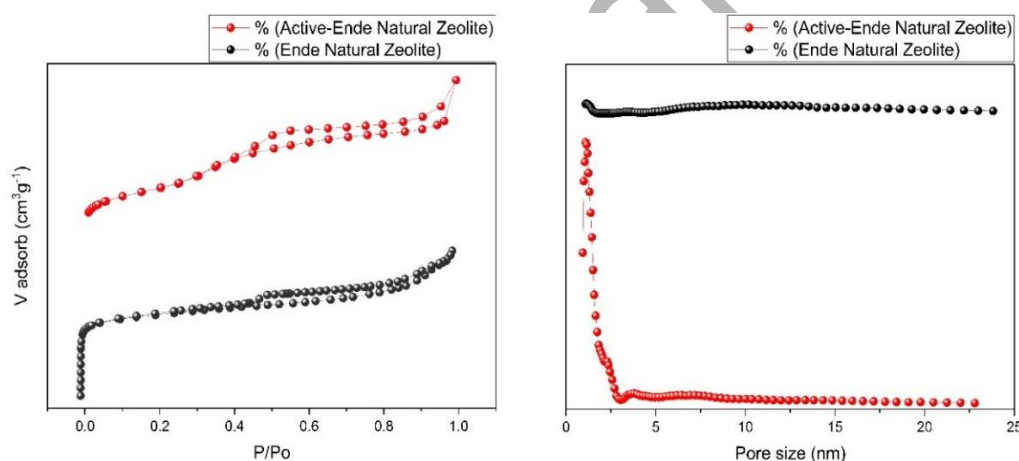 % (Active-Ende Natural Zeolite)
% (Ende Natural Zeolite)
V adsorb (cm³g⁻¹)
0.0 0.2 0.4 0.6 0.8 1.0
P/Po
% (Active-Ende Natural Zeolite)
% (Ende Natural Zeolite)
0 5 10 15 20 25
Pore size (nm)